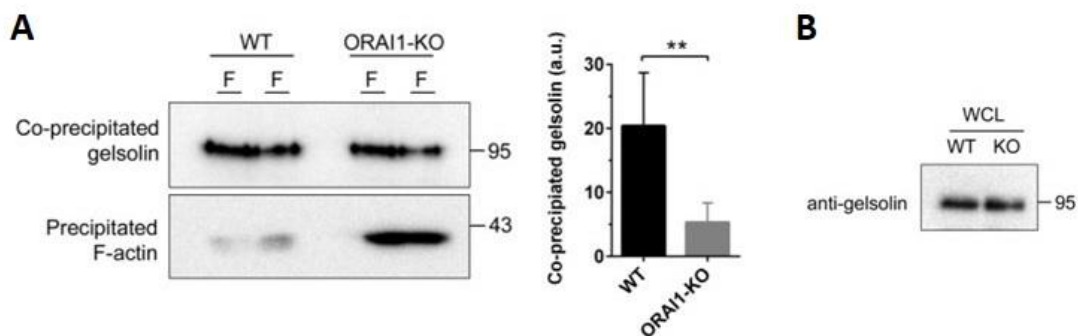 A
WT
ORAI1-KO
F
F
F
F
Co-precipitated
gelsolin
95
Precipitated
F-actin
43
Co-precipiated gelsolin (a.u.)
30
20
10
0
**
WT
ORAI1-KO
B
WCL
WT KO
anti-gelsolin
95